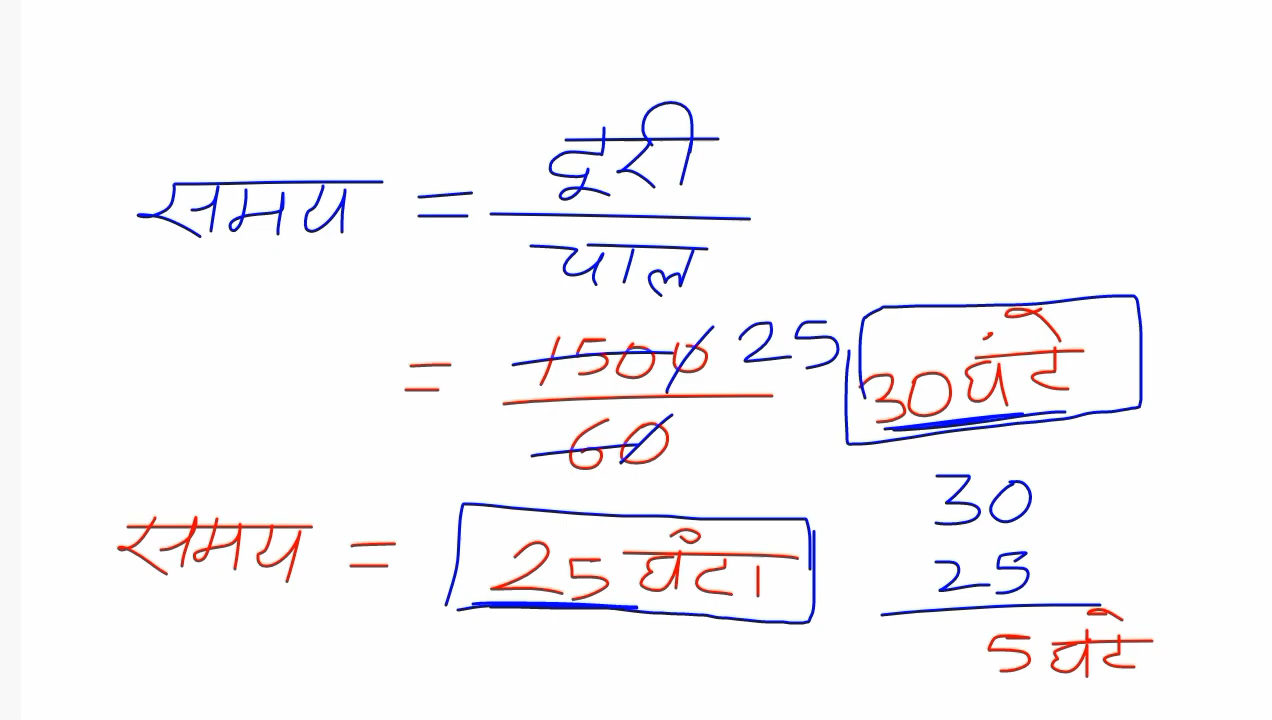 समय = दूरी
चाल
= 1500 25
60
30 घंटे
समय = 25 घंटा
30
25
5 घंटे